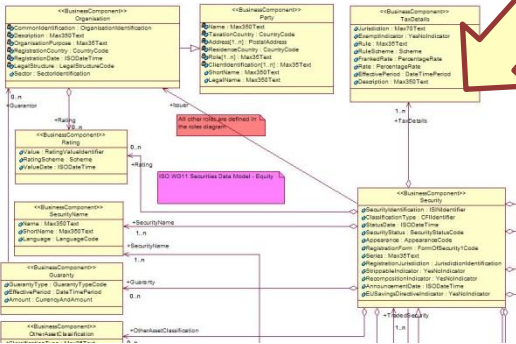 <<BusinessComponent>>
Organisation
CommonIdentification : OrganisationIdentification
Description : Max350Text
OrganisationPurpose : Max35Text
RegistrationCountry : CountryCode
RegistrationDate : ISODateTime
LegalStructure : LegalStructureCode
Sector : SectorIdentification
<<BusinessComponent>>
Party
Name : Max350Text
TaxationCountry : CountryCode
Address[1..n] : PostalAddress
ResidenceCountry : CountryCode
Role[1..n] : Max35Text
ClientIdentification[1..n] : Max35Text
ShortName : Max350Text
LegalName : Max350Text
<<BusinessComponent>>
TaxDetails
Jurisdiction : Max70Text
ExemptIndicator : YesNoIndicator
Rule : Max35Text
RuleScheme : Scheme
FrankedRate : PercentageRate
Rate : PercentageRate
EffectivePeriod : DateTimePeriod
Description : Max350Text
0..n
+Guarantor
+Issuer
1..n
+TaxDetails
+Rating
0..n
All other roles are defined in
the roles diagram
<<BusinessComponent>>
Rating
Value : RatingValueIdentifier
RatingScheme : Scheme
ValueDate : ISODateTime
0..n
+Rating
ISO WG11 Securities Data Model - Equity
<<BusinessComponent>>
SecurityName
Name : Max350Text
ShortName : Max350Text
Language : LanguageCode
+SecurityName
1..n
+SecurityName
1..n
<<BusinessComponent>>
Security
SecurityIdentification : ISINIdentifier
ClassificationType : CFIIdentifier
StatusDate : ISODateTime
SecurityStatus : SecurityStatusCode
Appearance : AppearanceCode
RegistrationForm : FormOfSecurity1Code
Series : Max35Text
RegistrationJurisdiction : JurisdictionIdentification
StrippableIndicator : YesNoIndicator
RecompositionIndicator : YesNoIndicator
AnnouncementDate : ISODateTime
EUSavingsDirectiveIndicator : YesNoIndicator
<<BusinessComponent>>
Guaranty
GuarantyType : GuarantyTypeCode
EffectivePeriod : DateTimePeriod
Amount : CurrencyAndAmount
+Guaranty
0..n
+TradedSecurity
1..n
<<BusinessComponent>>
OtherAssetClassification
+OtherAssetClassification
0..n